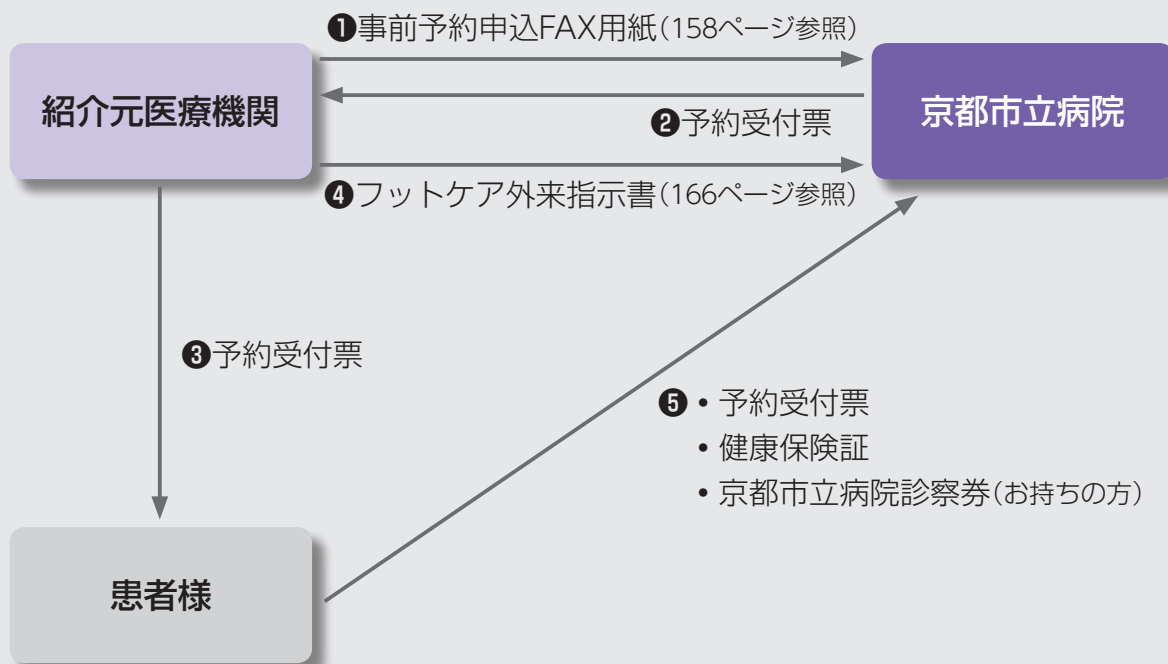 ❶事前予約申込FAX用紙(158ページ参照)
紹介元医療機関
京都市立病院
❷予約受付票
❹フットケア外来指示書(166ページ参照)
❸予約受付票
❺・予約受付票
・健康保険証
・京都市立病院診察券(お持ちの方)
患者様